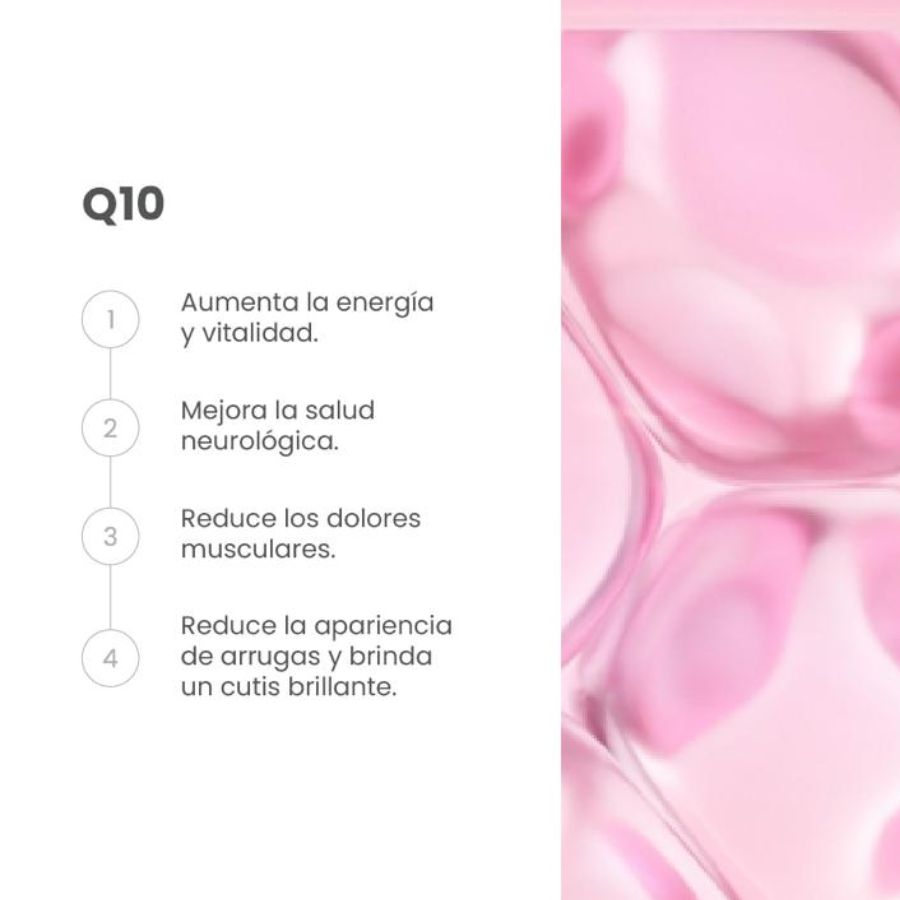 Q10
1
Aumenta la energía
y vitalidad.
2
Mejora la salud
neurológica.
3
Reduce los dolores
musculares.
4
Reduce la apariencia
de arrugas y brinda
un cutis brillante.